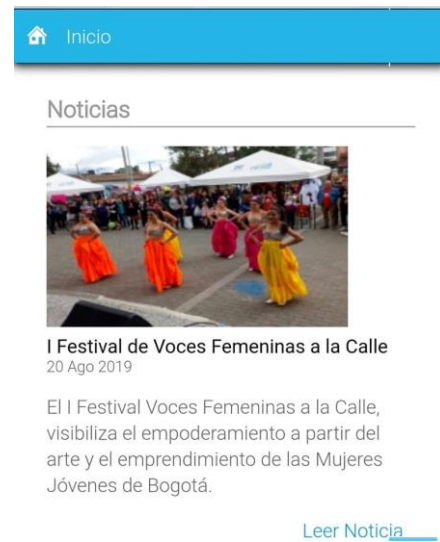 Inicio
Noticias
I Festival de Voces Femeninas a la Calle
20 Ago 2019
El I Festival Voces Femeninas a la Calle,
visibiliza el empoderamiento a partir del
arte y el emprendimiento de las Mujeres
Jóvenes de Bogotá.
Leer Noticia